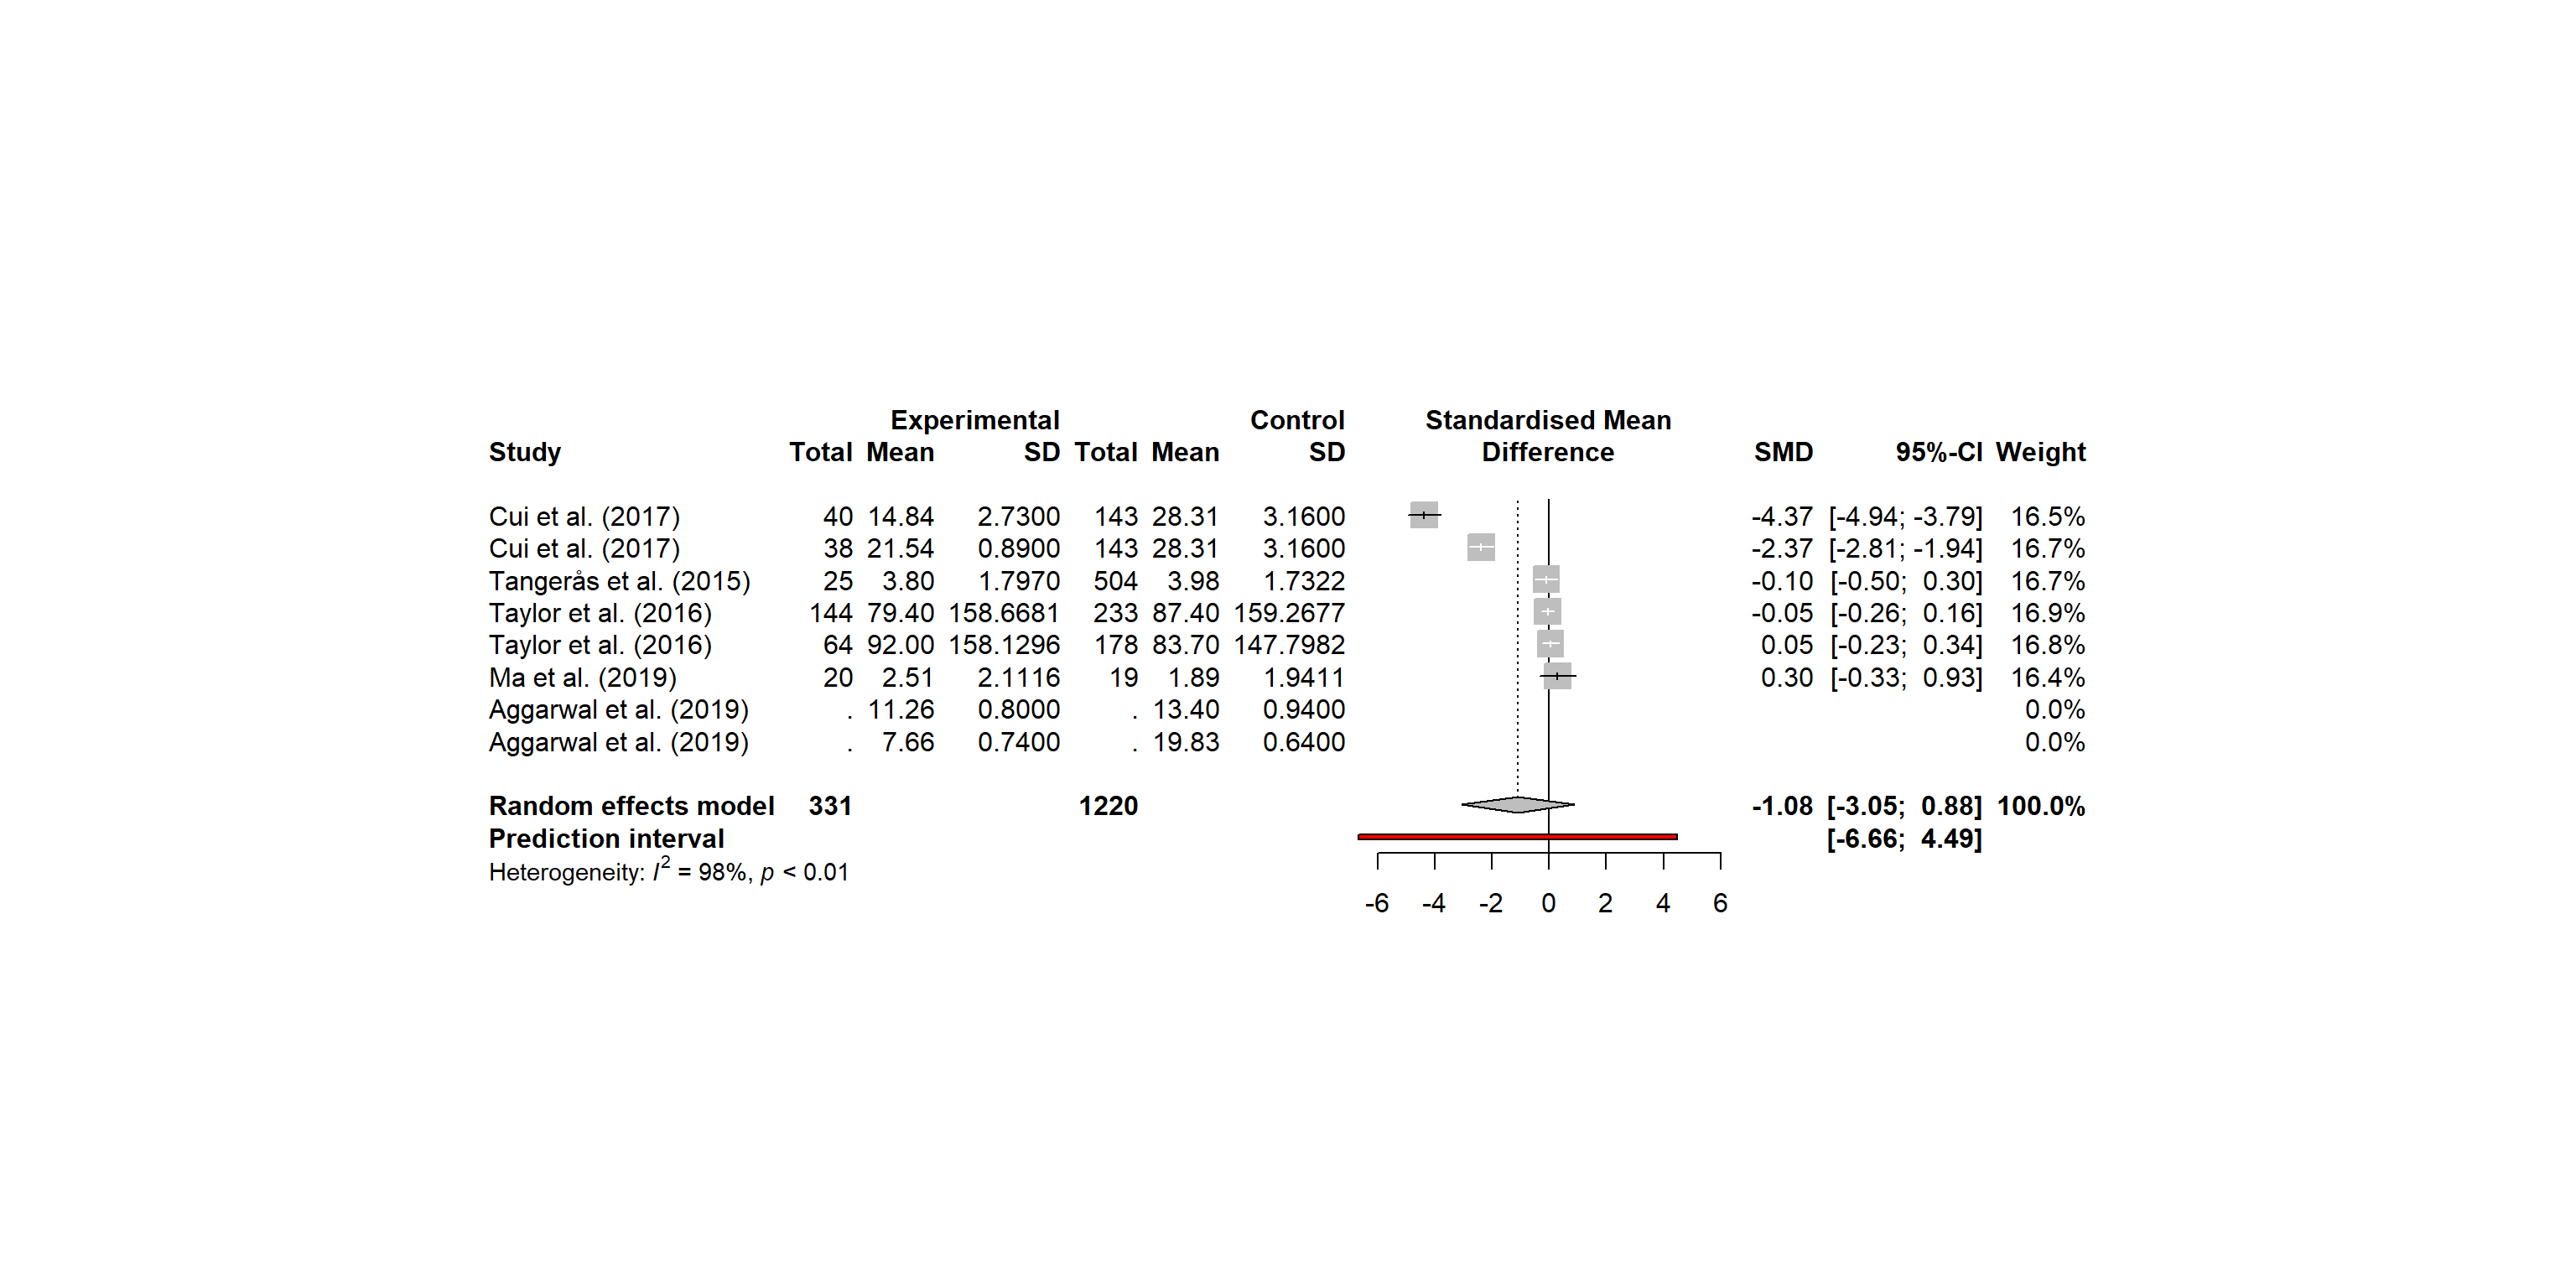 Experimental Control Standardised Mean
Study Total Mean SD Total Mean SD Difference SMD 95%-CI Weight
Cui et al. (2017) 40 14.84 2.7300 143 28.31 3.1600 -4.37 [-4.94; -3.79] 16.5%
Cui et al. (2017) 38 21.54 0.8900 143 28.31 3.1600 -2.37 [-2.81; -1.94] 16.7%
Tangerås et al. (2015) 25 3.80 1.7970 504 3.98 1.7322 -0.10 [-0.50; 0.30] 16.7%
Taylor et al. (2016) 144 79.40 158.6681 233 87.40 159.2677 -0.05 [-0.26; 0.16] 16.9%
Taylor et al. (2016) 64 92.00 158.1296 178 83.70 147.7982 0.05 [-0.23; 0.34] 16.8%
Ma et al. (2019) 20 2.51 2.1116 19 1.89 1.9411 0.30 [-0.33; 0.93] 16.4%
Aggarwal et al. (2019) . 11.26 0.8000 . 13.40 0.9400 0.0%
Aggarwal et al. (2019) . 7.66 0.7400 . 19.83 0.6400 0.0%
Random effects model 331 1220 -1.08 [-3.05; 0.88] 100.0%
Prediction interval [-6.66; 4.49]
Heterogeneity: I² = 98%, p < 0.01
-6 -4 -2 0 2 4 6